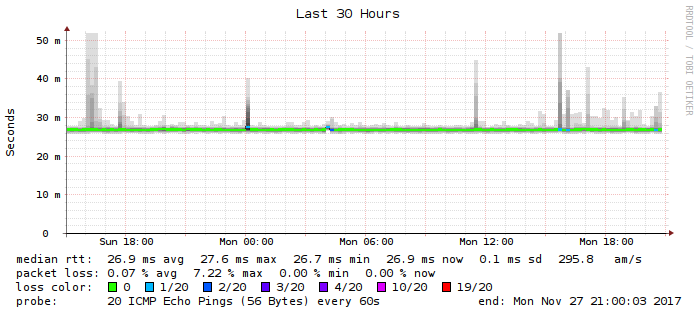 Last 30 Hours
RRDTOOL / TOBI OETIKER
Seconds
50 m
40 m
30 m
20 m
10 m
0
Sun 18:00 Mon 00:00 Mon 06:00 Mon 12:00 Mon 18:00
median rtt: 26.9 ms avg 27.6 ms max 26.7 ms min 26.9 ms now 0.1 ms sd 295.8 am/s
packet loss: 0.07 % avg 7.22 % max 0.00 % min 0.00 % now
loss color: 0 1/20 2/20 3/20 4/20 10/20 19/20
probe: 20 ICMP Echo Pings (56 Bytes) every 60s end: Mon Nov 27 21:00:03 2017